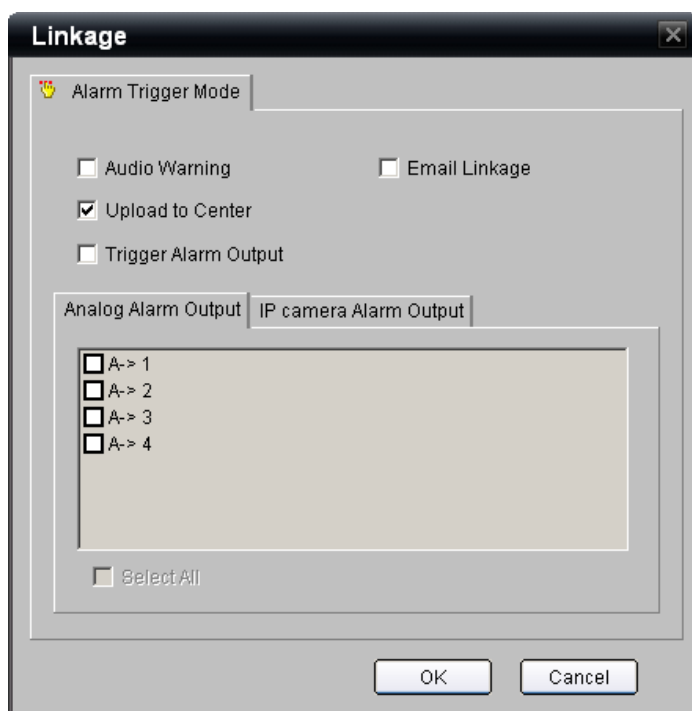 Linkage
Alarm Trigger Mode
Audio Warning Email Linkage
Upload to Center
Trigger Alarm Output
Analog Alarm Output IP camera Alarm Output
A-> 1
A-> 2
A-> 3
A-> 4
Select All
OK Cancel